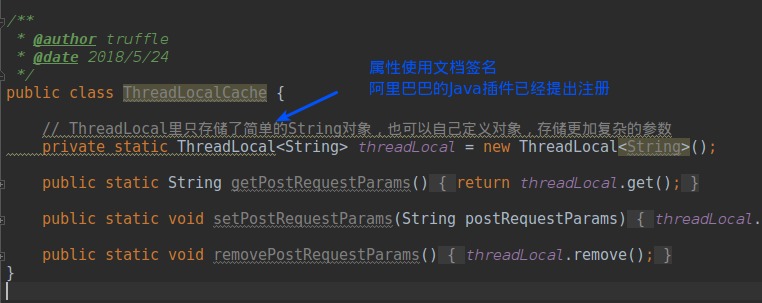 /**
 * @author truffle
 * @date 2018/5/24
 */
属性使用文档签名
阿里巴巴的Java插件已经提出注册
public class ThreadLocalCache {
// ThreadLocal里只存储了简单的String对象，也可以自己定义对象，存储更加复杂的参数
private static ThreadLocal<String> threadLocal = new ThreadLocal<String>();
public static String getPostRequestParams() { return threadLocal.get(); }
public static void setPostRequestParams(String postRequestParams) { threadLocal.
public static void removePostRequestParams() { threadLocal.remove(); }
}